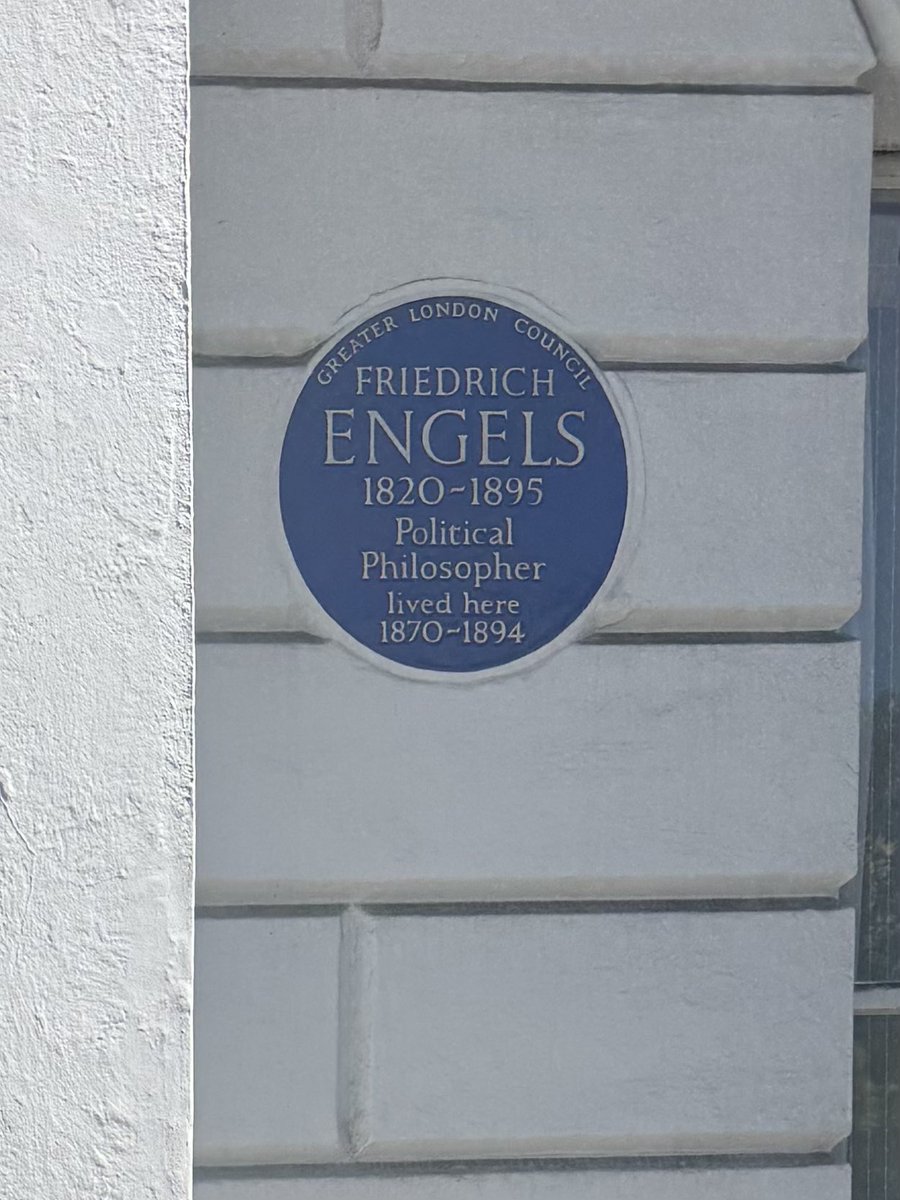 GREATER LONDON COUNCIL
FRIEDRICH
ENGELS
1820~1895
Political
Philosopher
lived here
1870~1894